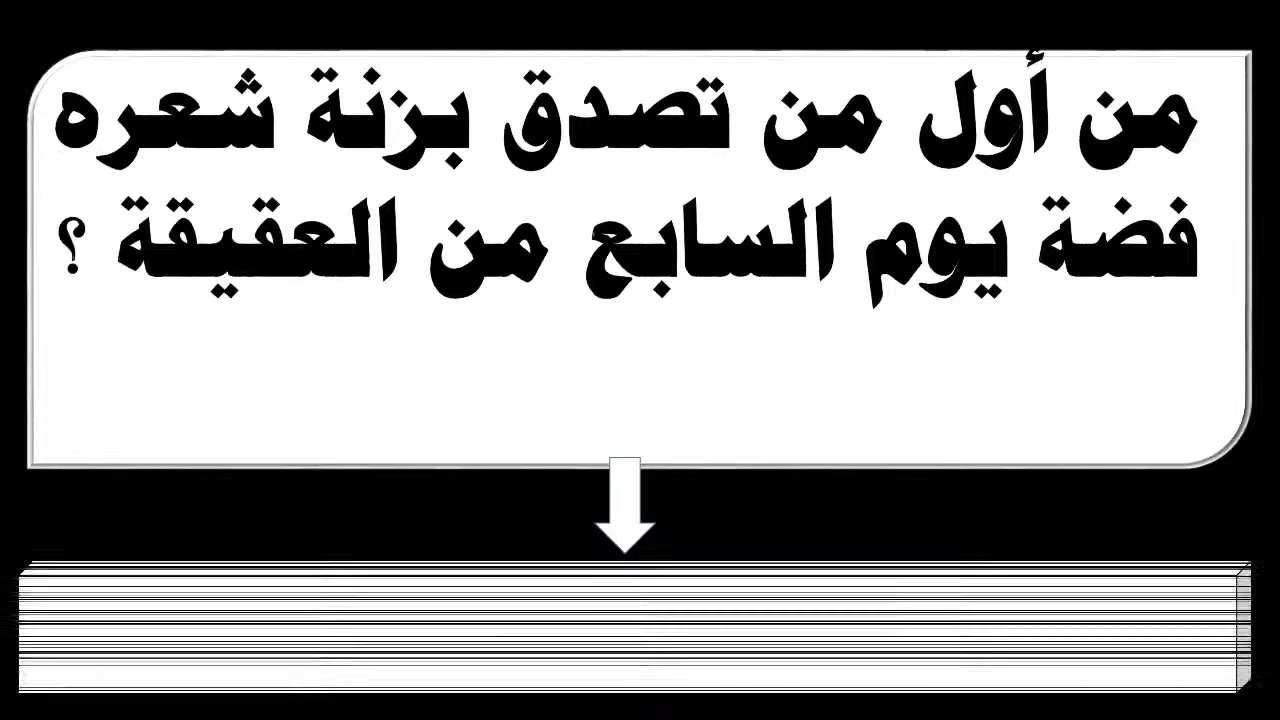 من أول من تصدق بزنة شعره
فضة يوم السابع من العقيقة ؟